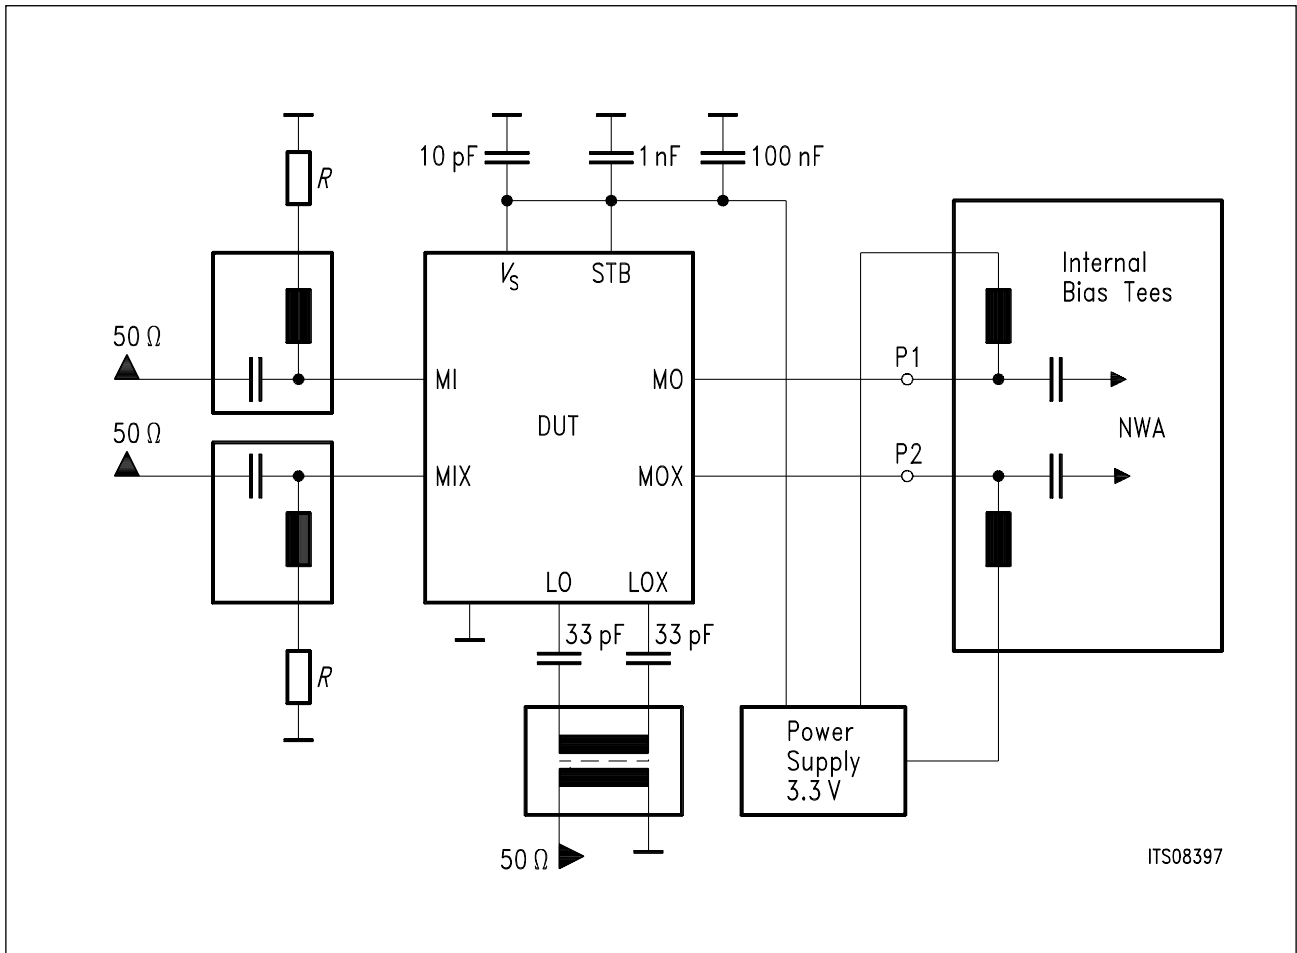 10 pF
1 nF
100 nF
R
VS
STB
Internal
Bias Tees
50 Ω
P1
MI
MO
DUT
NWA
50 Ω
P2
MIX
MOX
LO
LOX
33 pF
33 pF
R
Power
Supply
3.3 V
50 Ω
ITS08397